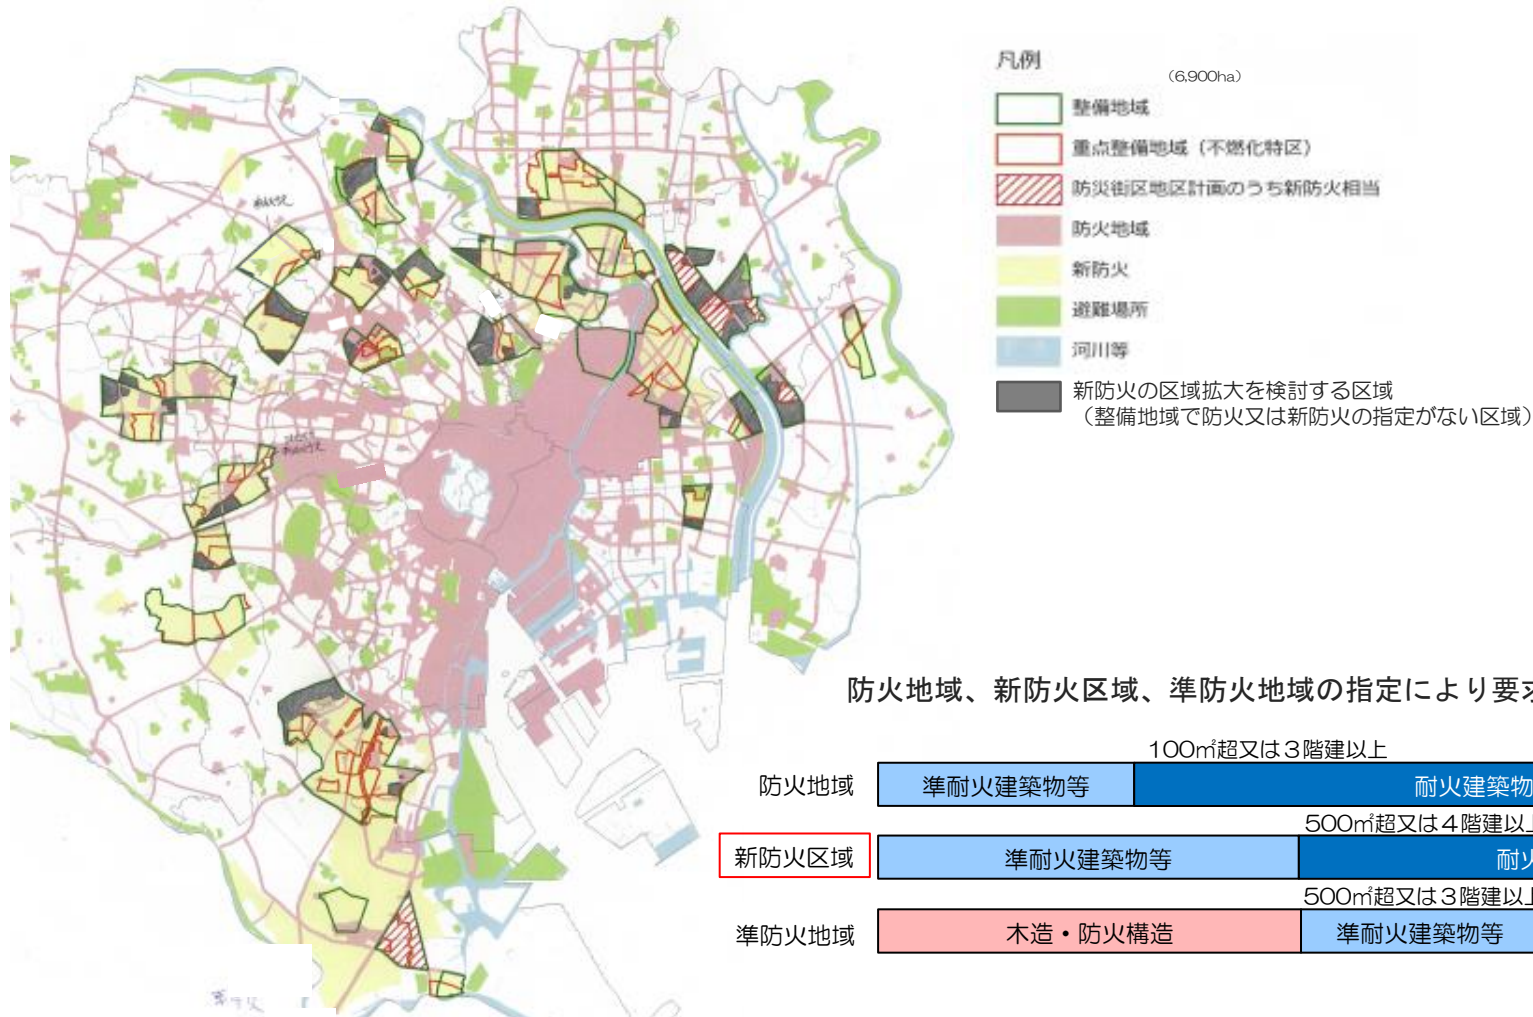 凡例
（6,900ha）
整備地域
重点整備地域（不燃化特区）
防災街区地区計画のうち新防火相当
防火地域
新防火
避難場所
河川等
新防火の区域拡大を検討する区域
（整備地域で防火又は新防火の指定がない区域）
防火地域、新防火区域、準防火地域の指定により要求
100㎡超又は３階建以上
防火地域
準耐火建築物等
耐火建築物
500㎡超又は４階建以上
新防火区域
準耐火建築物等
耐火
500㎡超又は３階建以上
準防火地域
木造・防火構造
準耐火建築物等